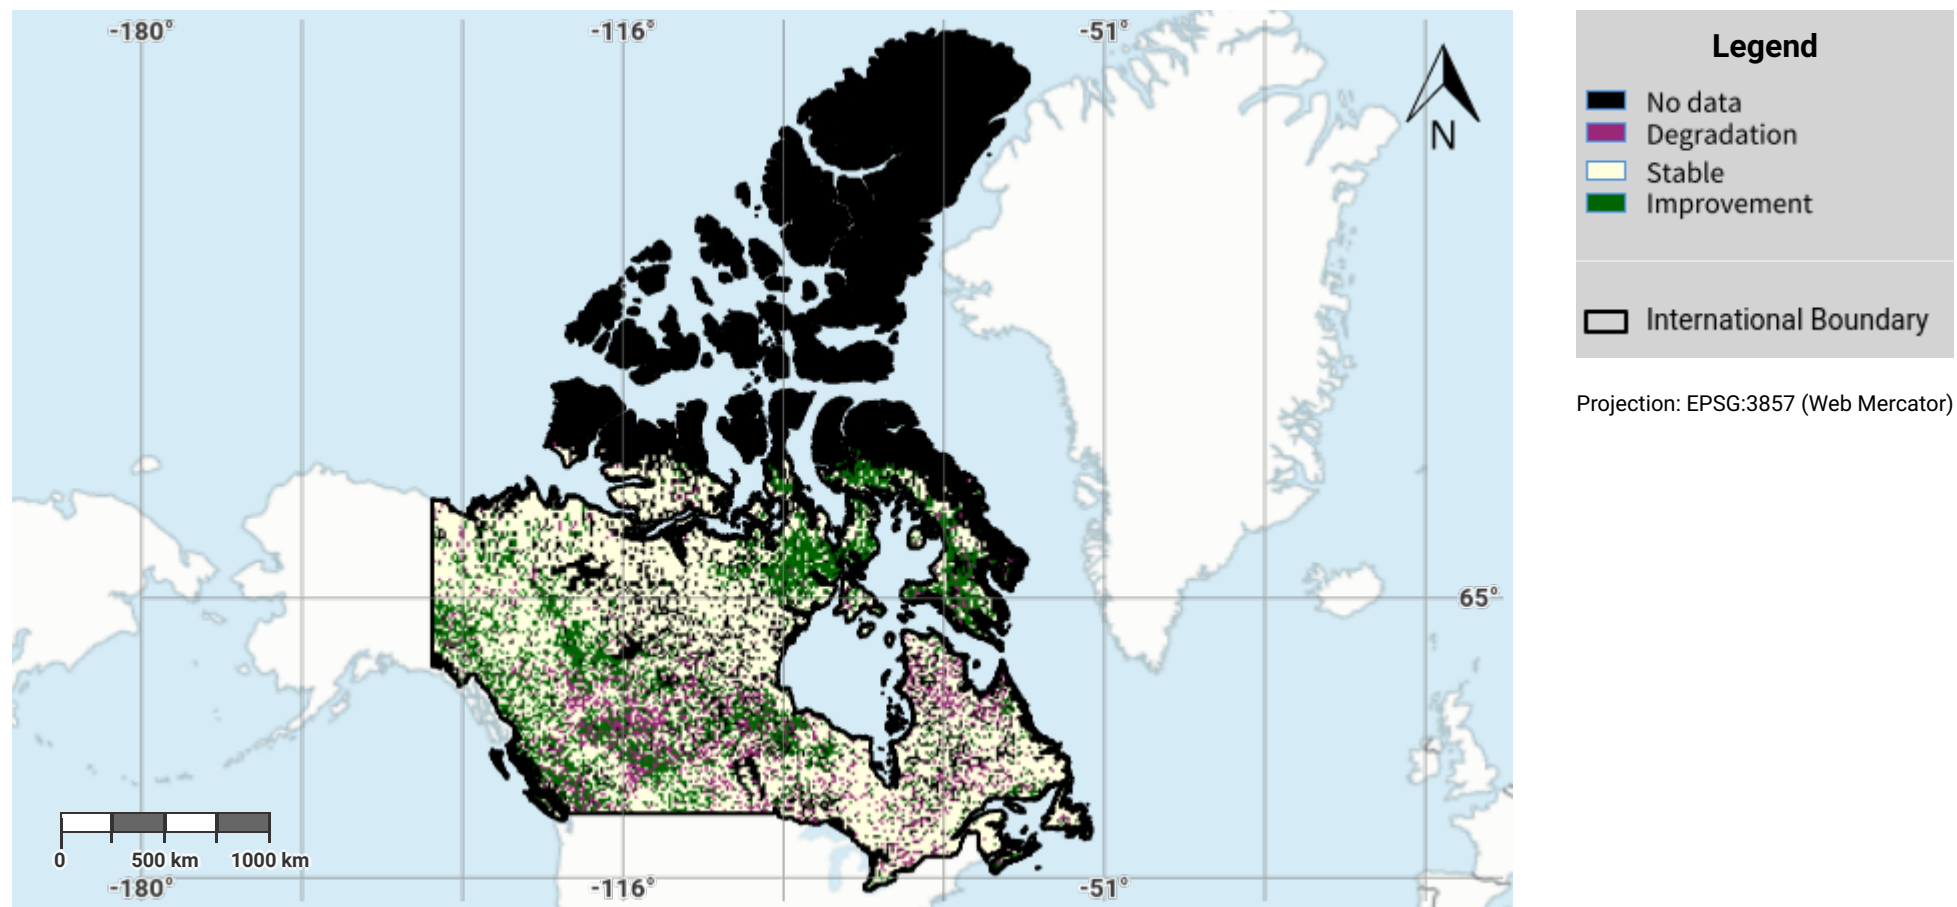 -180° -116° -51°
N
65°
0 500 km 1000 km
-180° -116° -51°
Legend
No data
Degradation
Stable
Improvement
International Boundary
Projection: EPSG:3857 (Web Mercator)